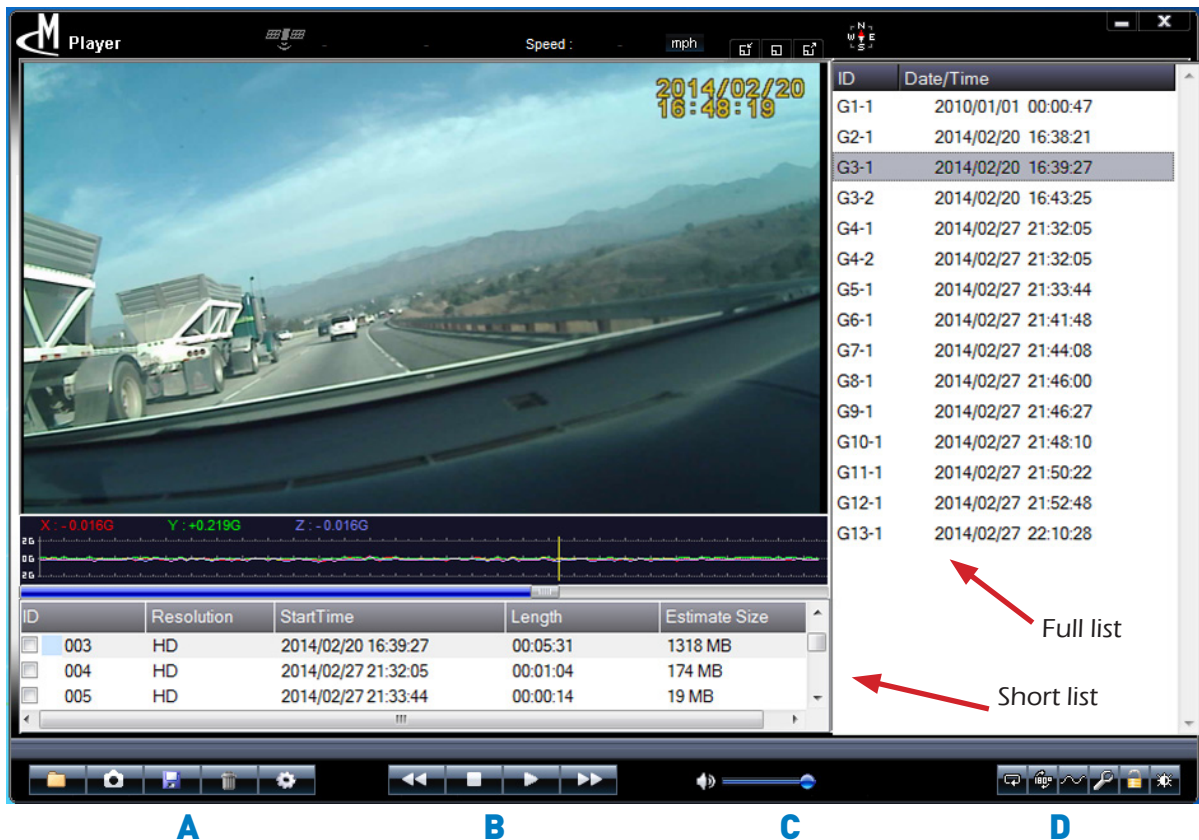 M Player
Speed : - mph
N
W E
S
2014/02/20
16:48:19
X : - 0.016G Y : +0.219G Z : - 0.016G
2G
0G
2G
ID Resolution StartTime Length Estimate Size
003 HD 2014/02/20 16:39:27 00:05:31 1318 MB
004 HD 2014/02/27 21:32:05 00:01:04 174 MB
005 HD 2014/02/27 21:33:44 00:00:14 19 MB
ID Date/Time
G1-1 2010/01/01 00:00:47
G2-1 2014/02/20 16:38:21
G3-1 2014/02/20 16:39:27
G3-2 2014/02/20 16:43:25
G4-1 2014/02/27 21:32:05
G4-2 2014/02/27 21:32:05
G5-1 2014/02/27 21:33:44
G6-1 2014/02/27 21:41:48
G7-1 2014/02/27 21:44:08
G8-1 2014/02/27 21:46:00
G9-1 2014/02/27 21:46:27
G10-1 2014/02/27 21:48:10
G11-1 2014/02/27 21:50:22
G12-1 2014/02/27 21:52:48
G13-1 2014/02/27 22:10:28
Full list
Short list
180°
A B C D